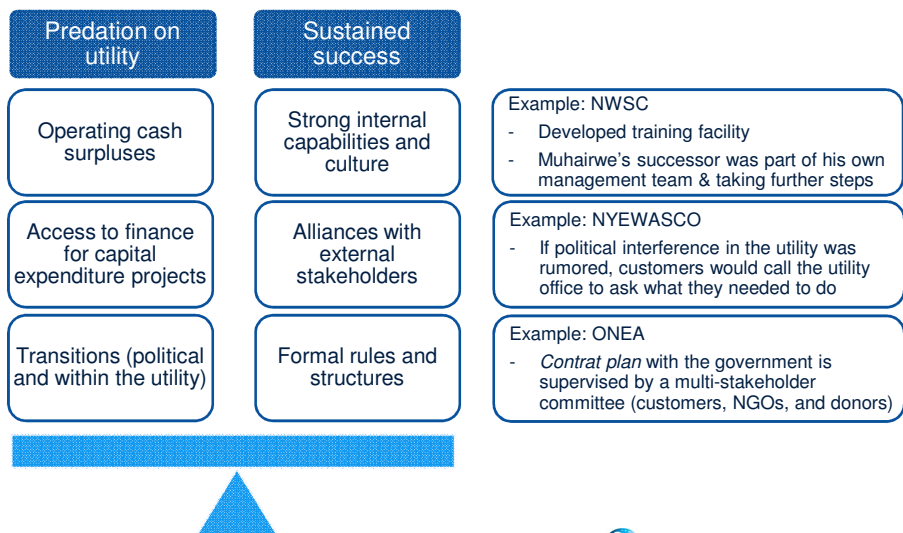 Predation on
utility
Sustained
success
Operating cash
surpluses
Strong internal
capabilities and
culture
Example: NWSC
- Developed training facility
- Muhairwe's successor was part of his own
management team & taking further steps
Access to finance
for capital
expenditure projects
Alliances with
external
stakeholders
Example: NYEWASCO
- If political interference in the utility was
rumored, customers would call the utility
office to ask what they needed to do
Transitions (political
and within the utility)
Formal rules and
structures
Example: ONEA
- Contrat plan with the government is
supervised by a multi-stakeholder
committee (customers, NGOs, and donors)